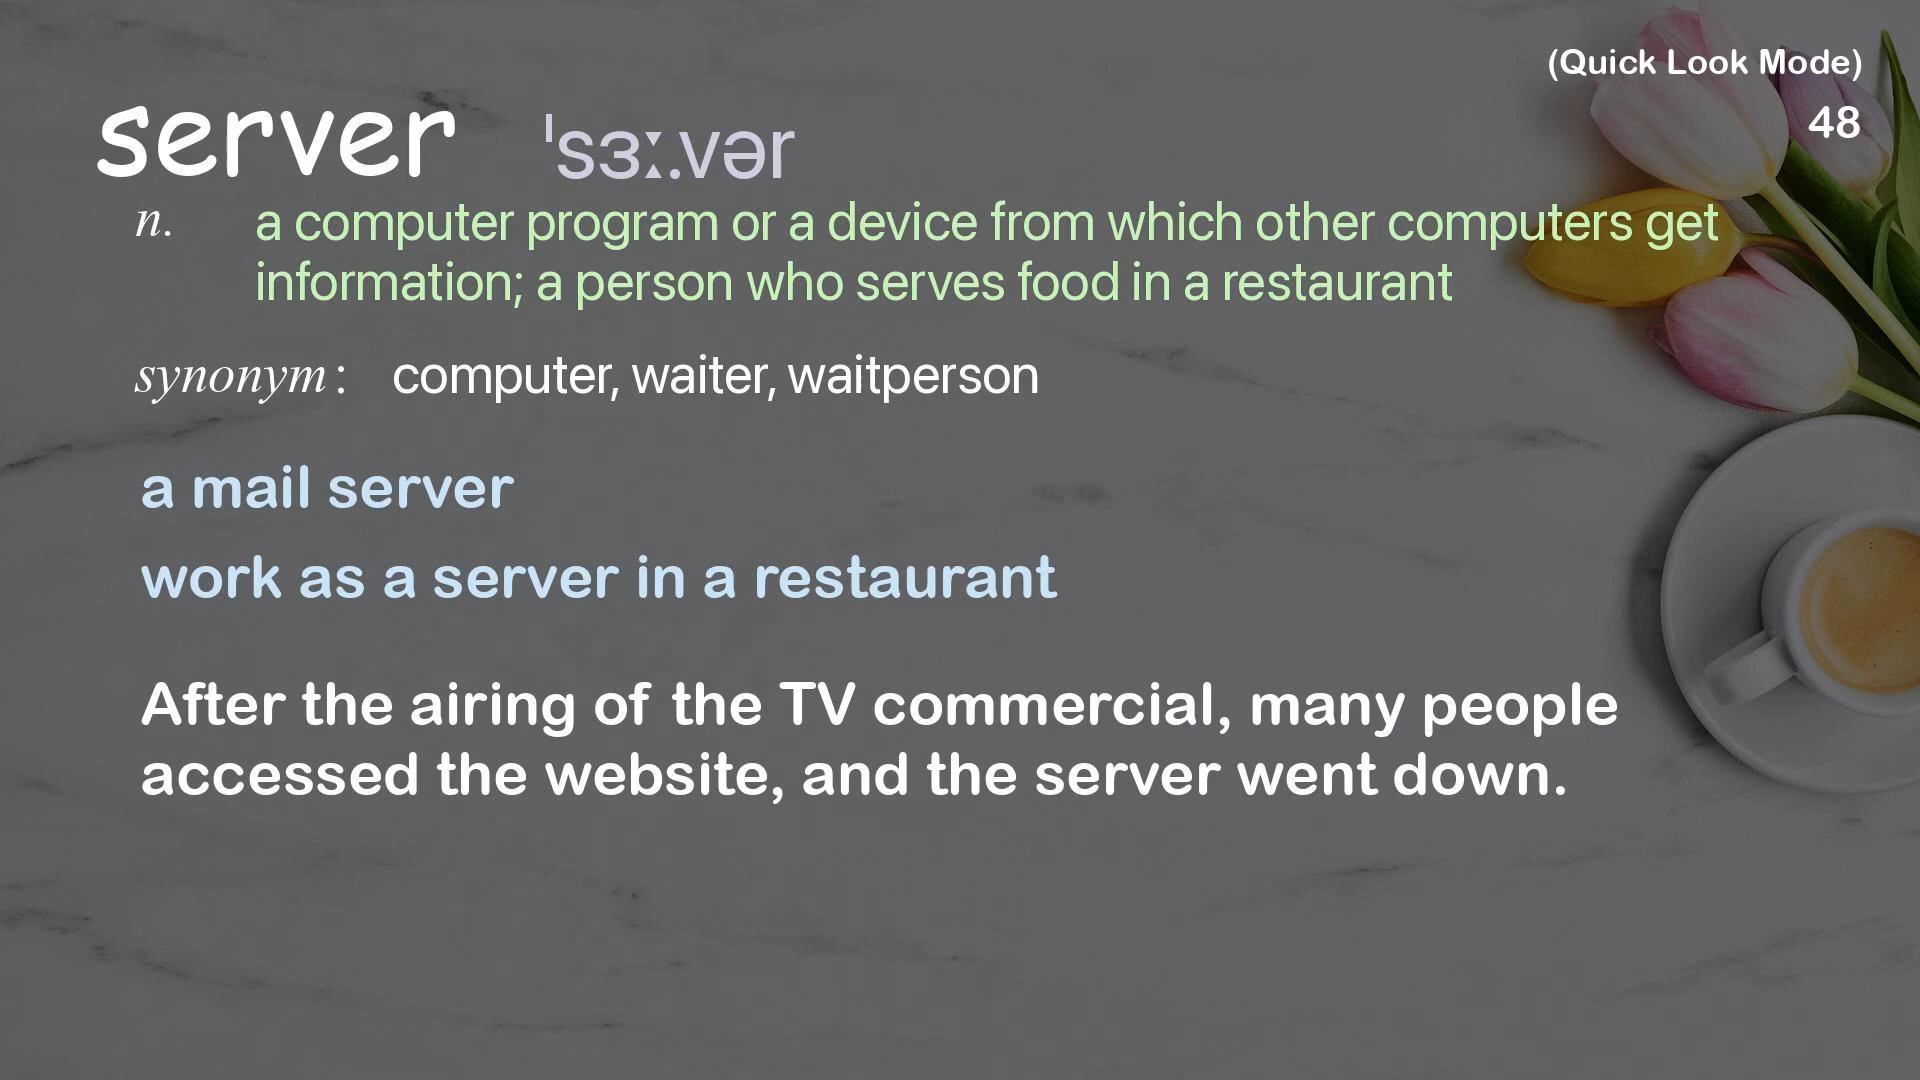 (Quick Look Mode)
48
server ˈsɜː.vər
n. a computer program or a device from which other computers get
information; a person who serves food in a restaurant
synonym: computer, waiter, waitperson
a mail server
work as a server in a restaurant
After the airing of the TV commercial, many people
accessed the website, and the server went down.